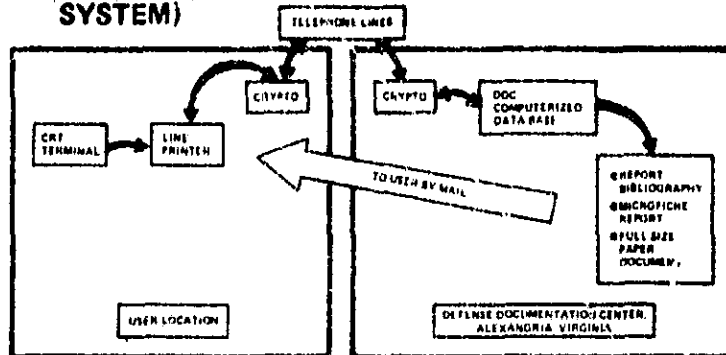 SYSTEM)
TELEPHONE LINES
CRYPTO
CRYPTO
DDC
COMPUTERIZED
DATA BASE
CRT
TERMINAL
LINE
PRINTER
TO USER BY MAIL
●REPORT
BIBLIOGRAPHY
●MICROFICHE
REPORT
●FULL SIZE
PAPER
DOCUMENT
USER LOCATION
DEFENSE DOCUMENTATION CENTER,
ALEXANDRIA VIRGINIA